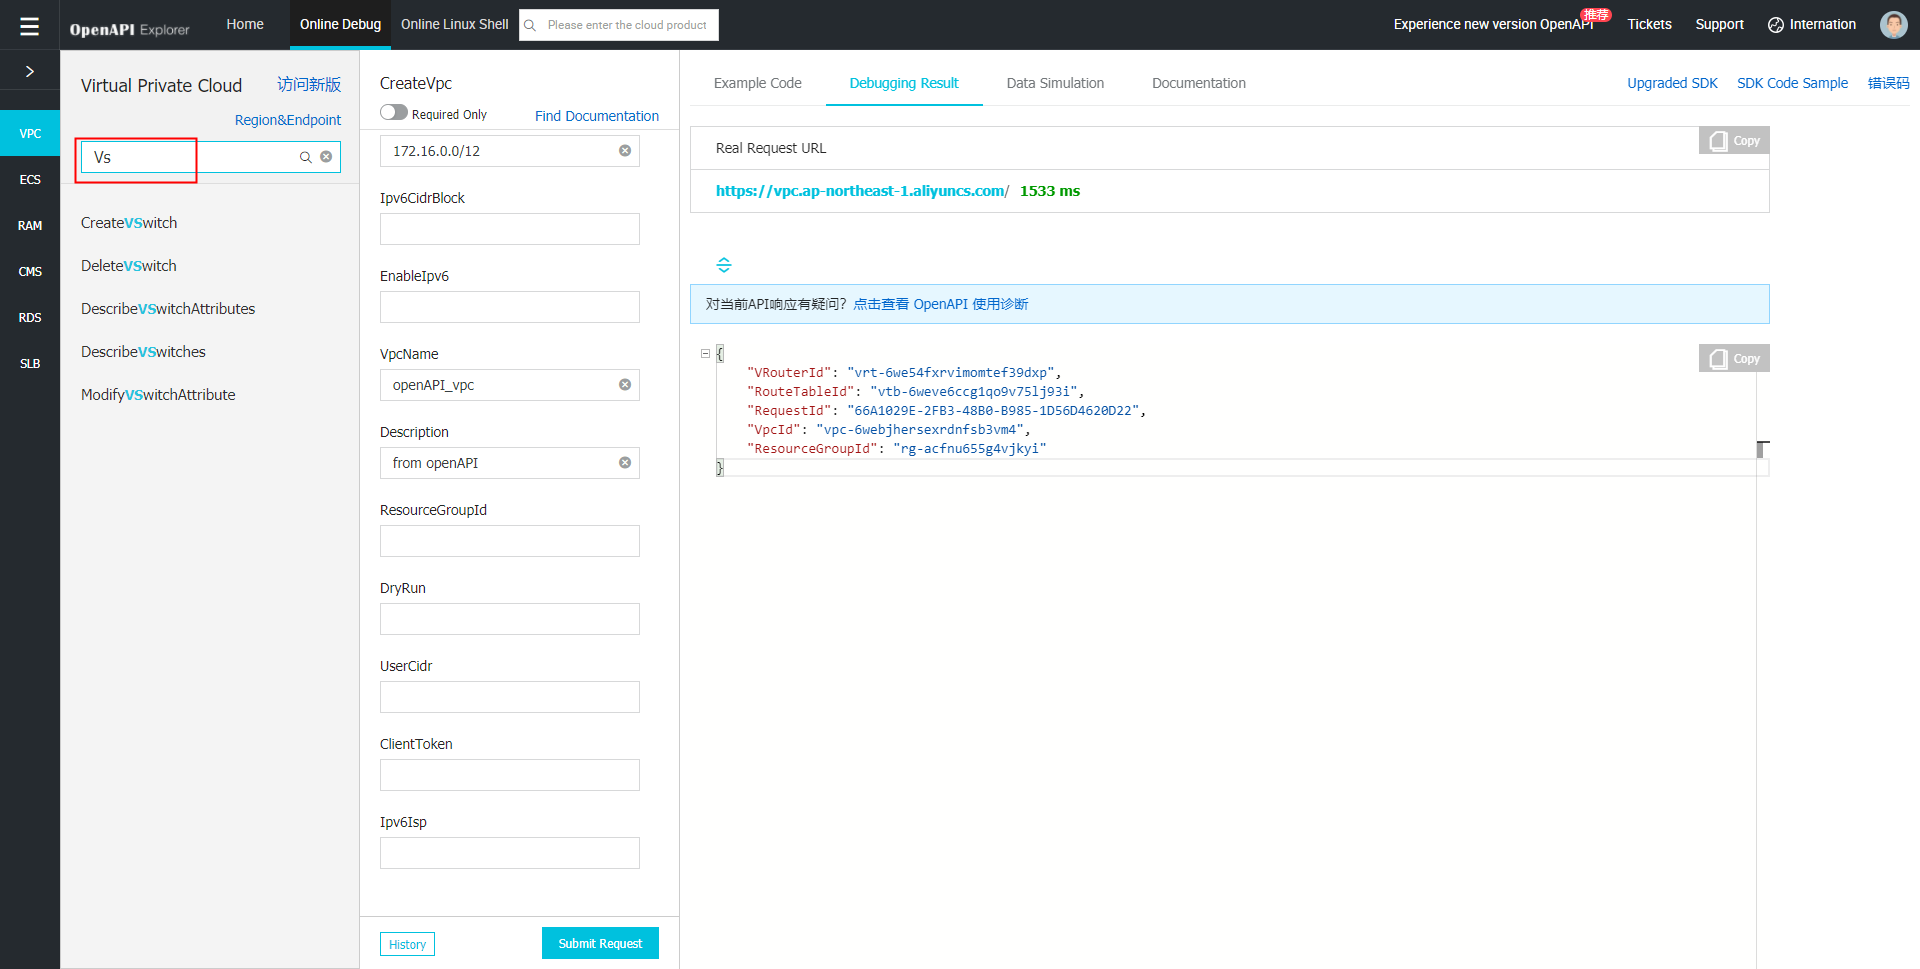 OpenAPI Explorer
Home
Online Debug
Online Linux Shell
Please enter the cloud product
Experience new version OpenAPI
推荐
Tickets
Support
Internation
VPC
ECS
RAM
CMS
RDS
SLB
Virtual Private Cloud
访问新版
Region&Endpoint
Vs
CreateVSwitch
DeleteVSwitch
DescribeVSwitchAttributes
DescribeVSwitches
ModifyVSwitchAttribute
CreateVpc
Required Only
Find Documentation
172.16.0.0/12
Ipv6CidrBlock
EnableIpv6
VpcName
openAPI_vpc
Description
from openAPI
ResourceGroupId
DryRun
UserCidr
ClientToken
Ipv6Isp
History
Submit Request
Example Code
Debugging Result
Data Simulation
Documentation
Upgraded SDK
SDK Code Sample
错误码
Real Request URL
Copy
https://vpc.ap-northeast-1.aliyuncs.com/ 1533 ms
对当前API响应有疑问? 点击查看 OpenAPI 使用诊断
Copy
{
"VRouterId": "vrt-6we54fxrvimomtef39dxp",
"RouteTableId": "vtb-6weve6ccg1qo9v75lj93i",
"RequestId": "66A1029E-2FB3-48B0-B985-1D56D4620D22",
"VpcId": "vpc-6webjhersexrdnfsb3vm4",
"ResourceGroupId": "rg-acfnu655g4vjkyi"
}